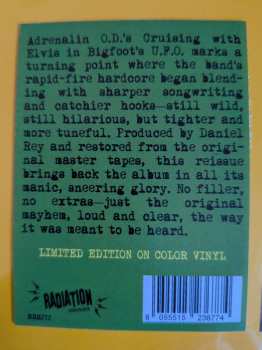 Adrenalin O.D.'s Cruising with
Elvis in Bigfoot's U.F.O. marks a
turning point where the band's
rapid-fire hardcore began blend-
ing with sharper songwriting
and catchier hooks—still wild,
still hilarious, but tighter and
more tuneful. Produced by Daniel
Rey and restored from the origi-
nal master tapes, this reissue
brings back the album in all its
manic, sneering glory. No filler,
no extras—just the original
mayhem, loud and clear, the way
it was meant to be heard.
LIMITED EDITION ON COLOR VINYL
RADIATION
8 055515 236774